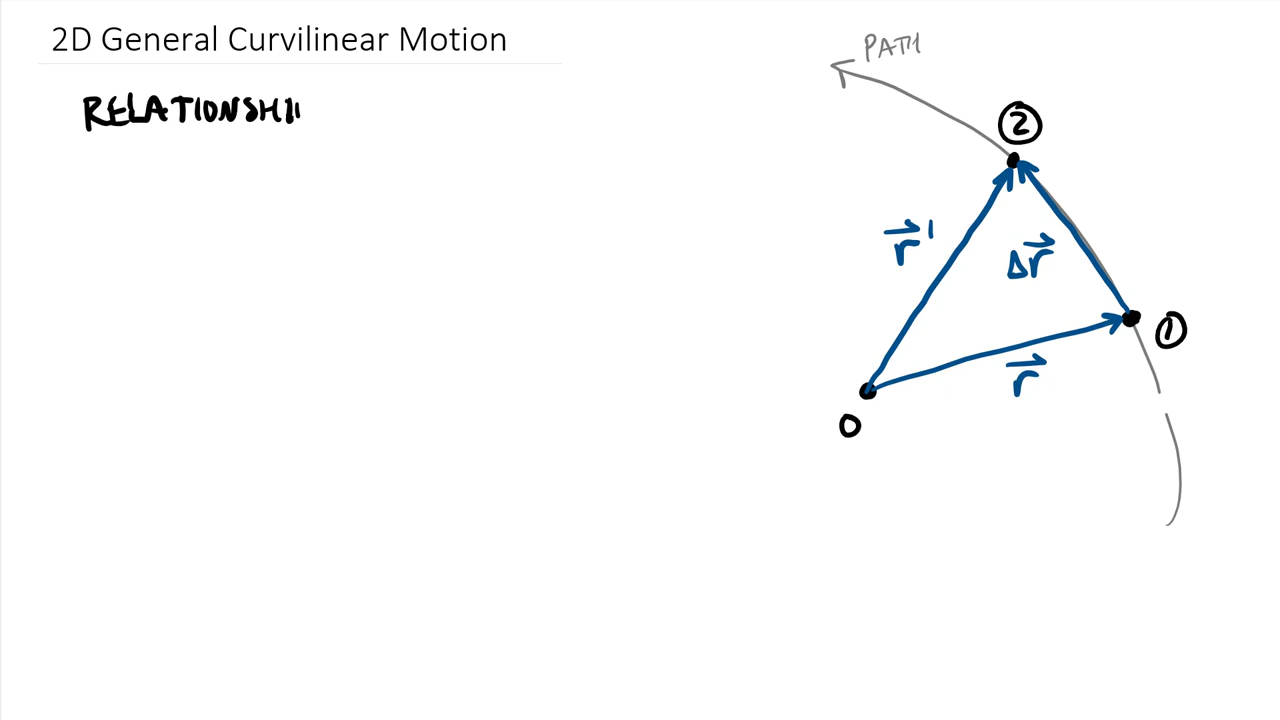 2D General Curvilinear Motion
RELATIONSHI
PATH
②
r⃗'
Δr⃗
①
r⃗
O